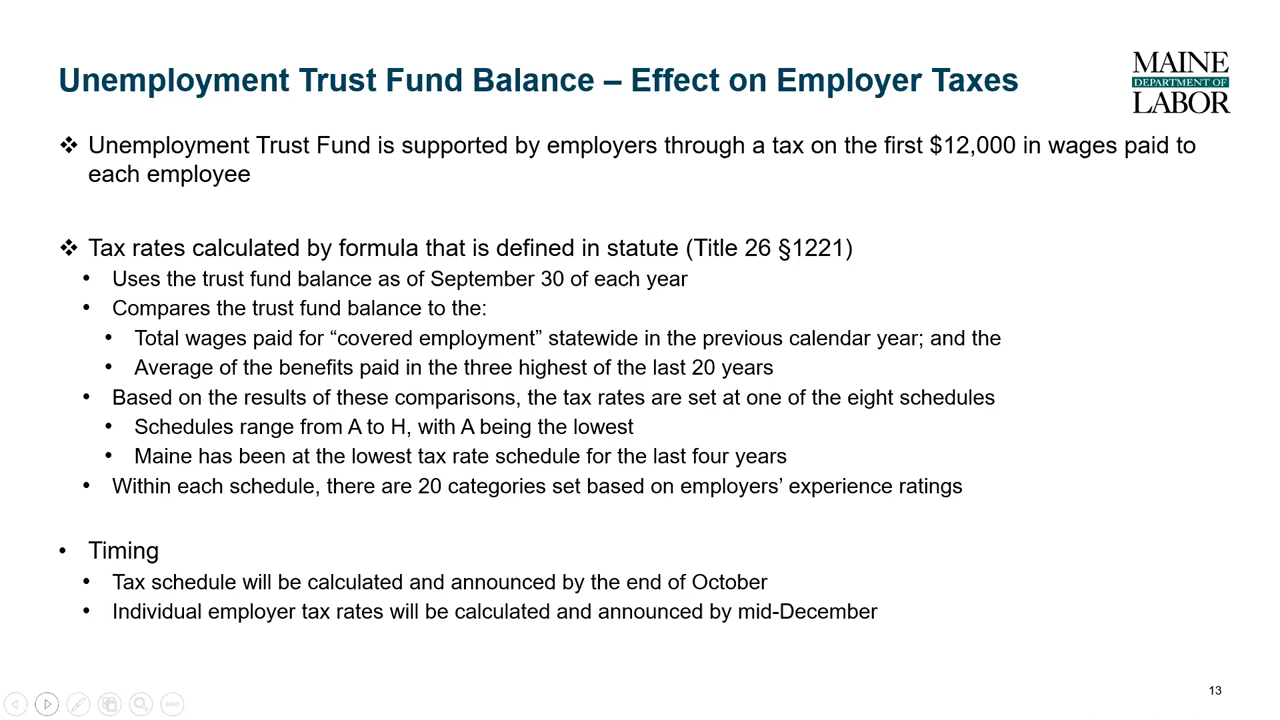 Unemployment Trust Fund Balance – Effect on Employer Taxes
MAINE
DEPARTMENT OF
LABOR
❖ Unemployment Trust Fund is supported by employers through a tax on the first $12,000 in wages paid to
each employee
❖ Tax rates calculated by formula that is defined in statute (Title 26 §1221)
• Uses the trust fund balance as of September 30 of each year
• Compares the trust fund balance to the:
• Total wages paid for “covered employment” statewide in the previous calendar year; and the
• Average of the benefits paid in the three highest of the last 20 years
• Based on the results of these comparisons, the tax rates are set at one of the eight schedules
• Schedules range from A to H, with A being the lowest
• Maine has been at the lowest tax rate schedule for the last four years
• Within each schedule, there are 20 categories set based on employers’ experience ratings
• Timing
• Tax schedule will be calculated and announced by the end of October
• Individual employer tax rates will be calculated and announced by mid-December
13